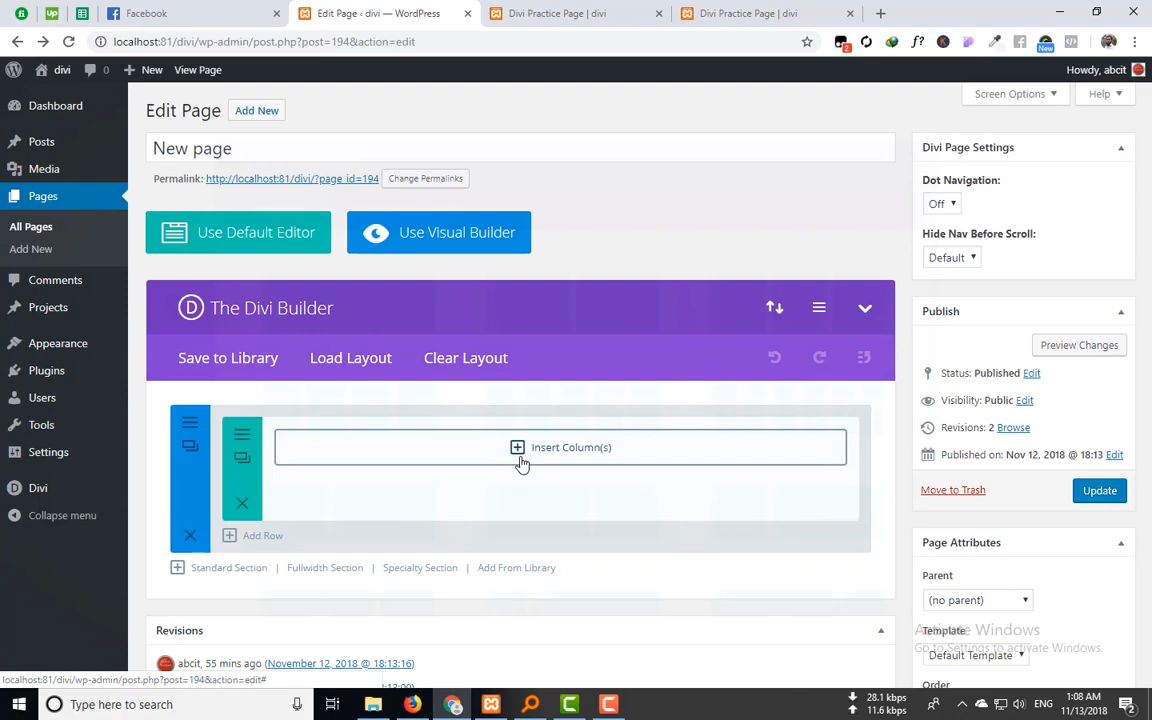 Facebook
Edit Page ‹ divi — WordPress
Divi Practice Page | divi
Divi Practice Page | divi
localhost:81/divi/wp-admin/post.php?post=194&action=edit
2
f?
New
divi
0
New
View Page
Howdy, abcit
Dashboard
Posts
Media
Pages
All Pages
Add New
Comments
Projects
Appearance
Plugins
Users
Tools
Settings
Divi
Collapse menu
Screen Options
Help
Edit Page
Add New
New page
Permalink: http://localhost:81/divi/?page_id=194
Change Permalinks
Use Default Editor
Use Visual Builder
The Divi Builder
Save to Library
Load Layout
Clear Layout
Insert Column(s)
Add Row
Standard Section | Fullwidth Section | Specialty Section | Add From Library
Revisions
abcit, 55 mins ago (November 12, 2018 @ 18:13:16)
Divi Page Settings
Dot Navigation:
Off
Hide Nav Before Scroll:
Default
Publish
Preview Changes
Status: Published Edit
Visibility: Public Edit
Revisions: 2 Browse
Published on: Nov 12, 2018 @ 18:13 Edit
Move to Trash
Update
Page Attributes
Parent
(no parent)
Template
Default Template
Order
Activate Windows
Go to Settings to activate Windows.
localhost:81/divi/wp-admin/post.php?post=194&action=edit#
Type here to search
28.1 kbps
11.6 kbps
ENG
1:08 AM
11/13/2018
2